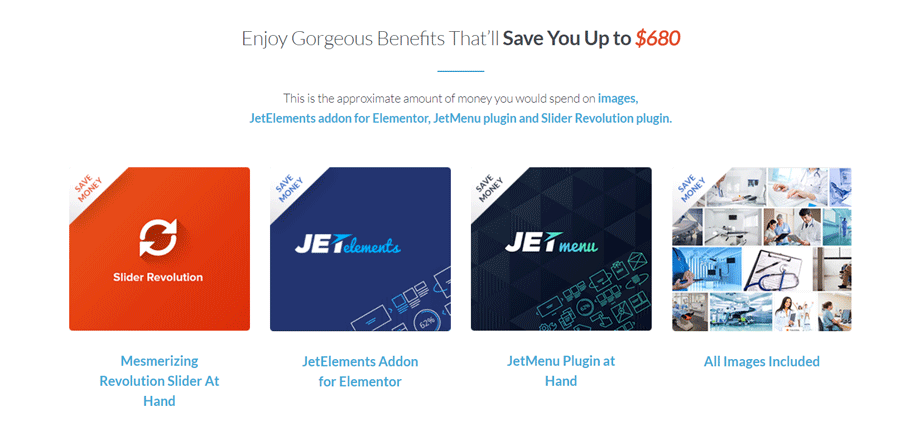 Enjoy Gorgeous Benefits That'll Save You Up to $680
This is the approximate amount of money you would spend on images,
JetElements addon for Elementor, JetMenu plugin and Slider Revolution plugin.
SAVE
MONEY
Slider Revolution
SAVE
MONEY
JET elements
62%
SAVE
MONEY
JET menu
SAVE
MONEY
Mesmerizing
Revolution Slider At
Hand
JetElements Addon
for Elementor
JetMenu Plugin at
Hand
All Images Included